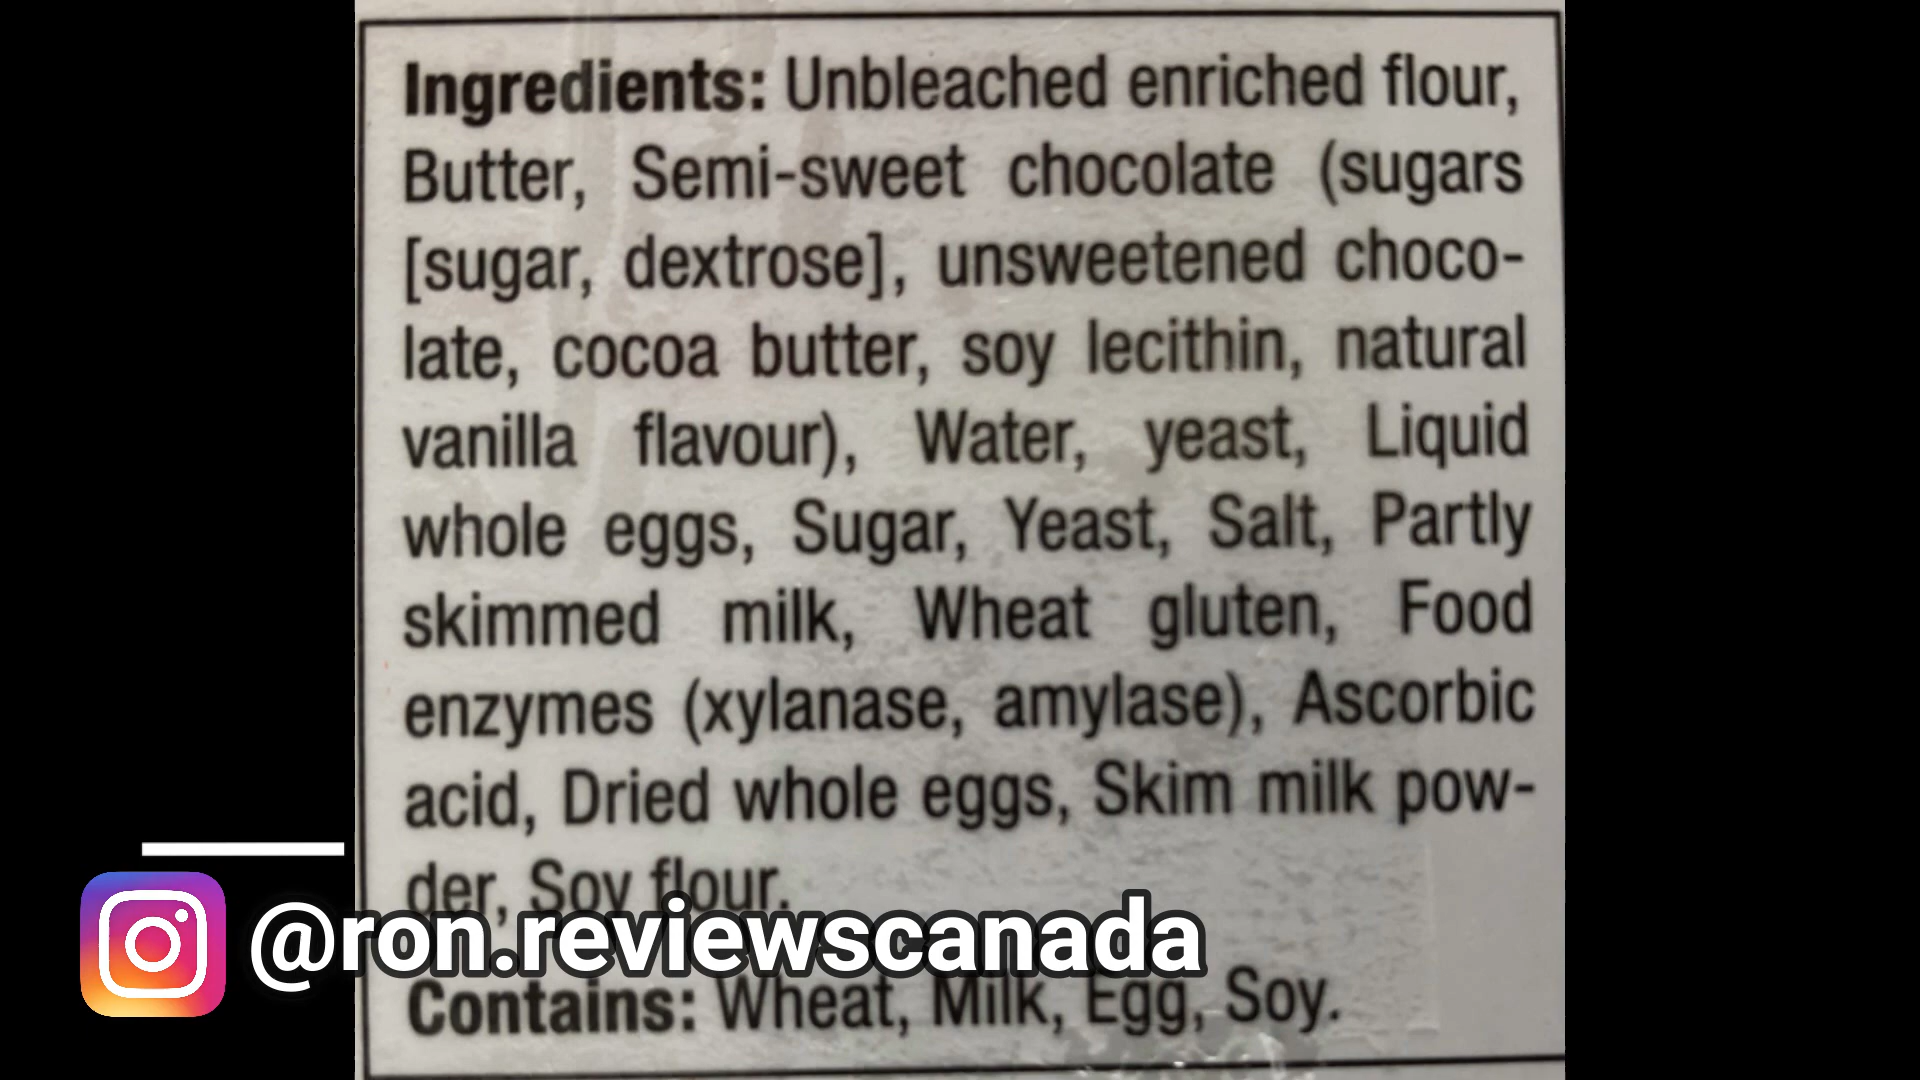 Ingredients: Unbleached enriched flour,
Butter, Semi-sweet chocolate (sugars
[sugar, dextrose], unsweetened choco-
late, cocoa butter, soy lecithin, natural
vanilla flavour), Water, yeast, Liquid
whole eggs, Sugar, Yeast, Salt, Partly
skimmed milk, Wheat gluten, Food
enzymes (xylanase, amylase), Ascorbic
acid, Dried whole eggs, Skim milk pow-
der, Soy flour.
@ron.reviewscanada
Contains: Wheat, Milk, Egg, Soy.